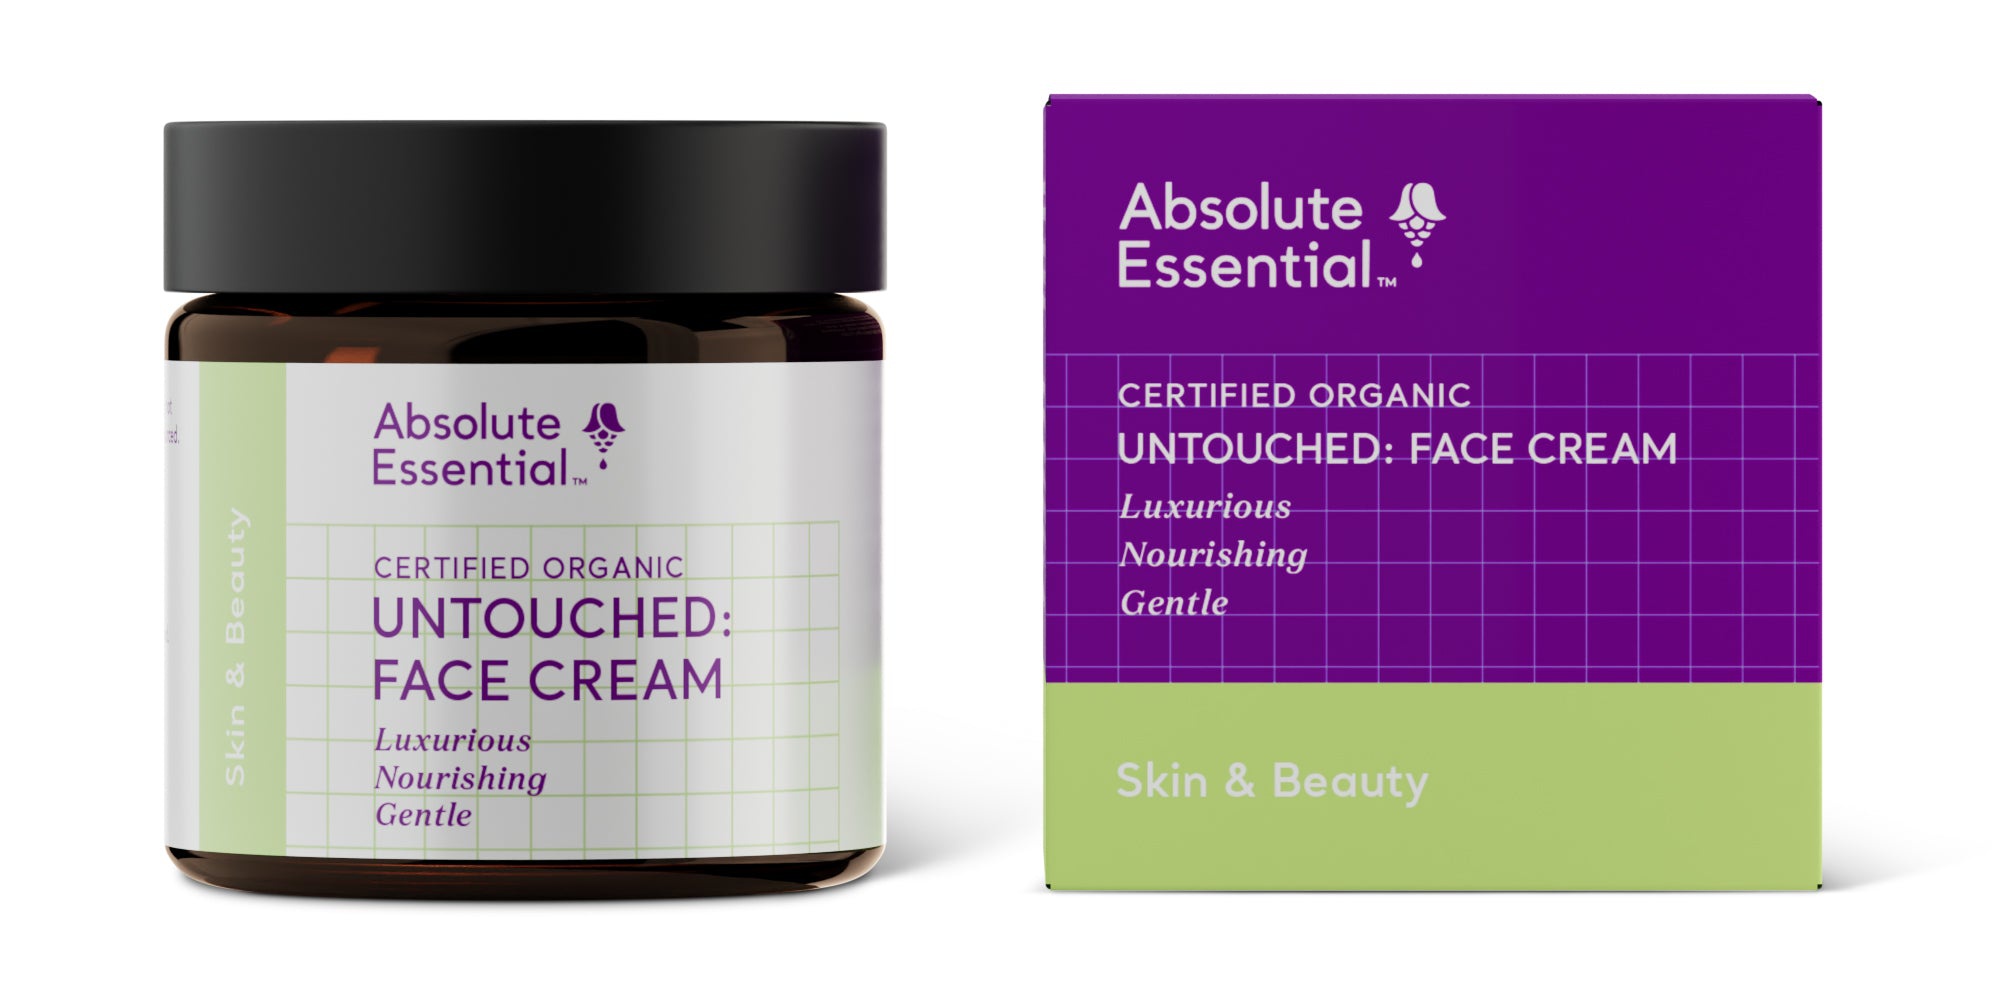 Absolute
Essential™
CERTIFIED ORGANIC
UNTOUCHED:
FACE CREAM
Luxurious
Nourishing
Gentle
Skin & Beauty
Absolute
Essential™
CERTIFIED ORGANIC
UNTOUCHED: FACE CREAM
Luxurious
Nourishing
Gentle
Skin & Beauty